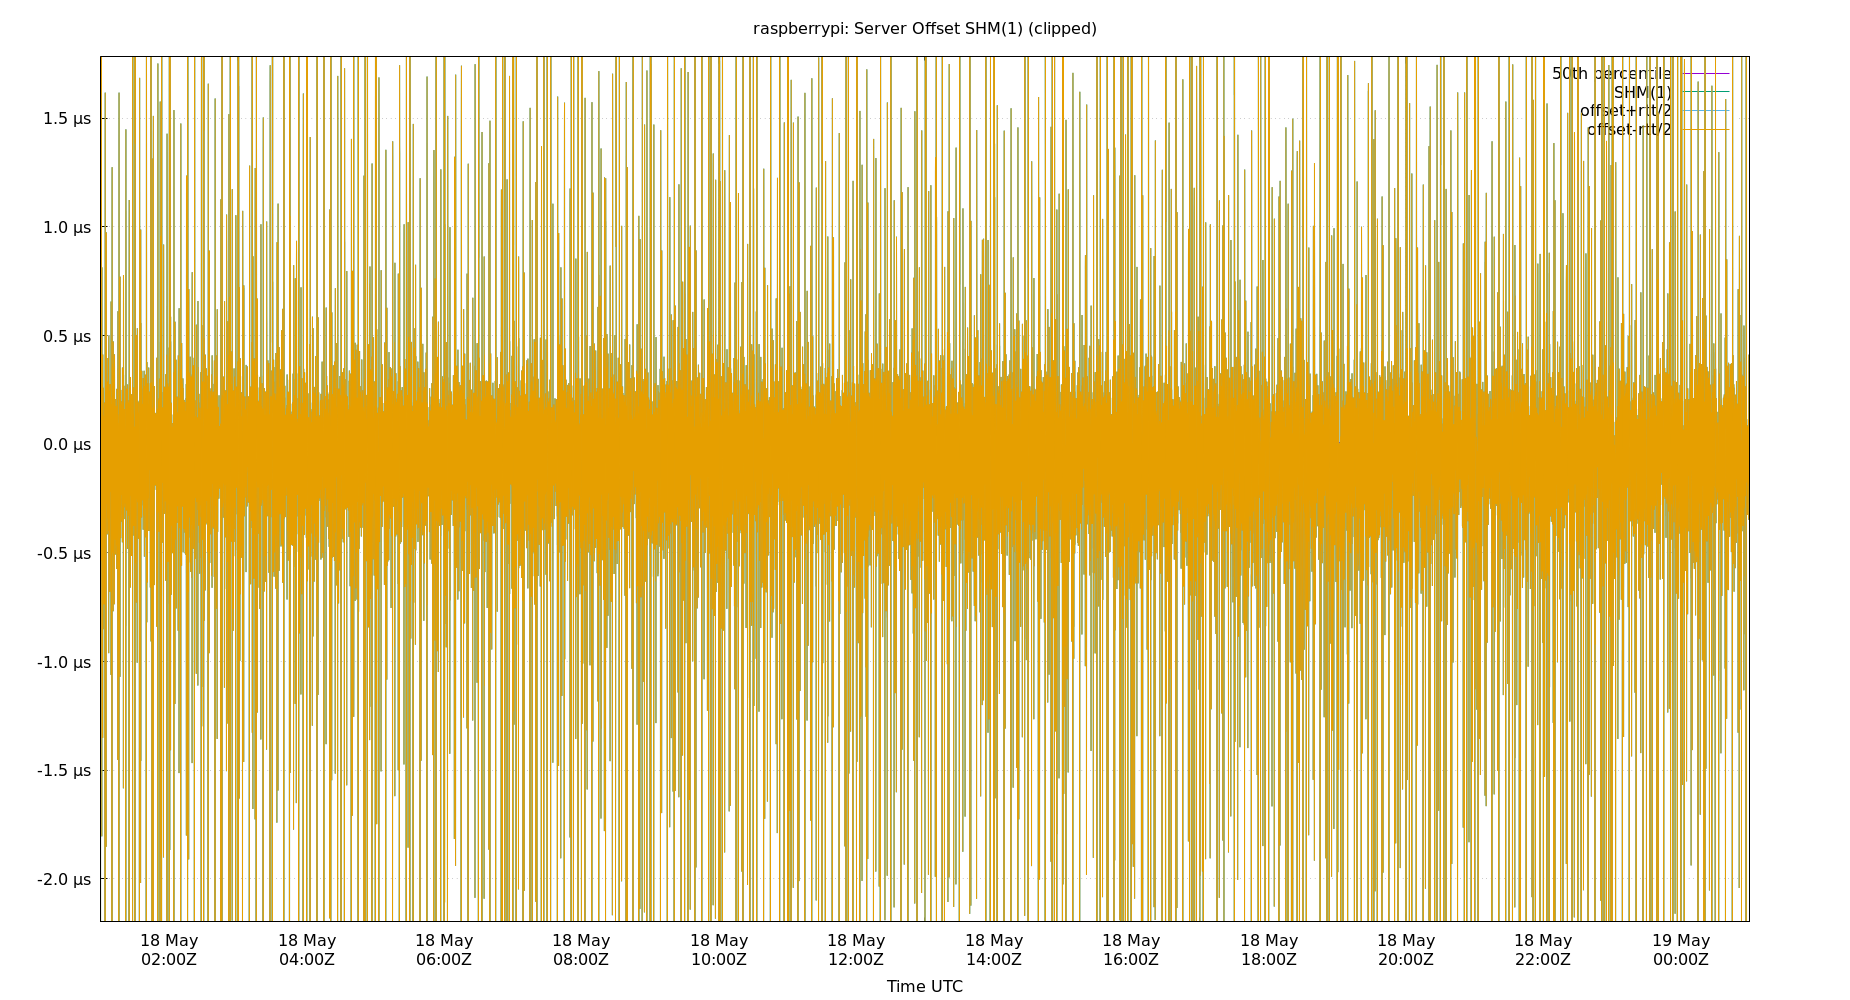 raspberrypi: Server Offset SHM(1) (clipped)
50th percentile
SHM(1)
offset+rtt/2
offset-rtt/2
1.5 µs
1.0 µs
0.5 µs
0.0 µs
-0.5 µs
-1.0 µs
-1.5 µs
-2.0 µs
18 May 18 May 18 May 18 May 18 May 18 May 18 May 18 May 18 May 18 May 18 May 19 May
02:00Z 04:00Z 06:00Z 08:00Z 10:00Z 12:00Z 14:00Z 16:00Z 18:00Z 20:00Z 22:00Z 00:00Z
Time UTC